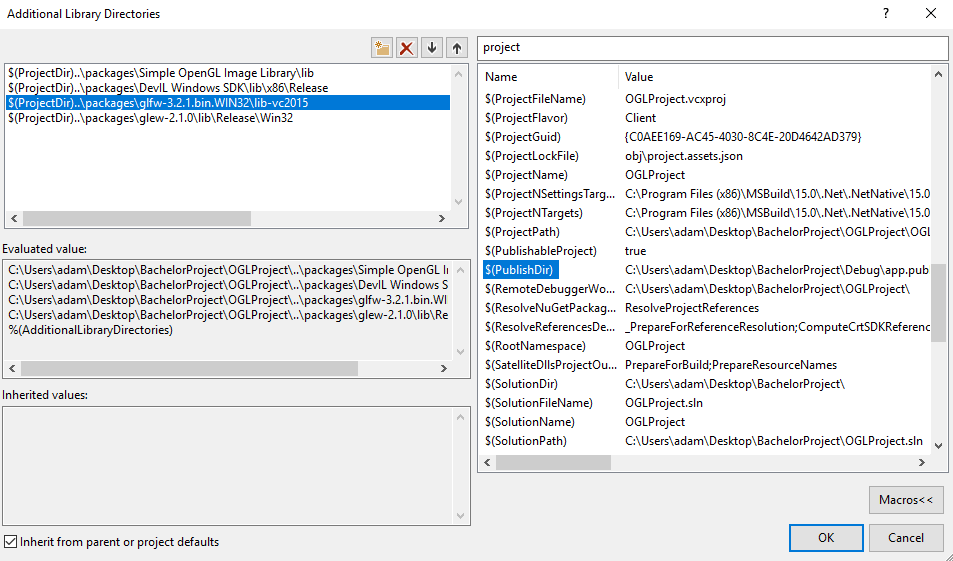 Additional Library Directories
? 
project
$(ProjectDir)..\packages\Simple OpenGL Image Library\lib
$(ProjectDir)..\packages\DevIL Windows SDK\lib\x86\Release
$(ProjectDir)..\packages\glfw-3.2.1.bin.WIN32\lib-vc2015
$(ProjectDir)..\packages\glew-2.1.0\lib\Release\Win32
Evaluated value:
C:\Users\adam\Desktop\BachelorProject\OGLProject\..\packages\Simple OpenGL Ir
C:\Users\adam\Desktop\BachelorProject\OGLProject\..\packages\DevIL Windows S
C:\Users\adam\Desktop\BachelorProject\OGLProject\..\packages\glfw-3.2.1.bin.WI
C:\Users\adam\Desktop\BachelorProject\OGLProject\..\packages\glew-2.1.0\lib\Re
%(AdditionalLibraryDirectories)
Inherited values:
Inherit from parent or project defaults
Name Value
$(ProjectFileName) OGLProject.vcxproj
$(ProjectFlavor) Client
$(ProjectGuid) {C0AEE169-AC45-4030-8C4E-20D4642AD379}
$(ProjectLockFile) obj\project.assets.json
$(ProjectName) OGLProject
$(ProjectNSettingsTarg... C:\Program Files (x86)\MSBuild\15.0\.Net\.NetNative\15.0
$(ProjectNTargets) C:\Program Files (x86)\MSBuild\15.0\.Net\.NetNative\15.0
$(ProjectPath) C:\Users\adam\Desktop\BachelorProject\OGLProject\OGL
$(PublishableProject) true
$(PublishDir) C:\Users\adam\Desktop\BachelorProject\Debug\app.pub
$(RemoteDebuggerWo... C:\Users\adam\Desktop\BachelorProject\OGLProject\
$(ResolveNuGetPackag... ResolveProjectReferences
$(ResolveReferencesDe... _PrepareForReferenceResolution;ComputeCrtSDKReferenc
$(RootNamespace) OGLProject
$(SatelliteDllsProjectOu... PrepareForBuild;PrepareResourceNames
$(SolutionDir) C:\Users\adam\Desktop\BachelorProject\
$(SolutionFileName) OGLProject.sln
$(SolutionName) OGLProject
$(SolutionPath) C:\Users\adam\Desktop\BachelorProject\OGLProject.sln
Macros<<
OK Cancel